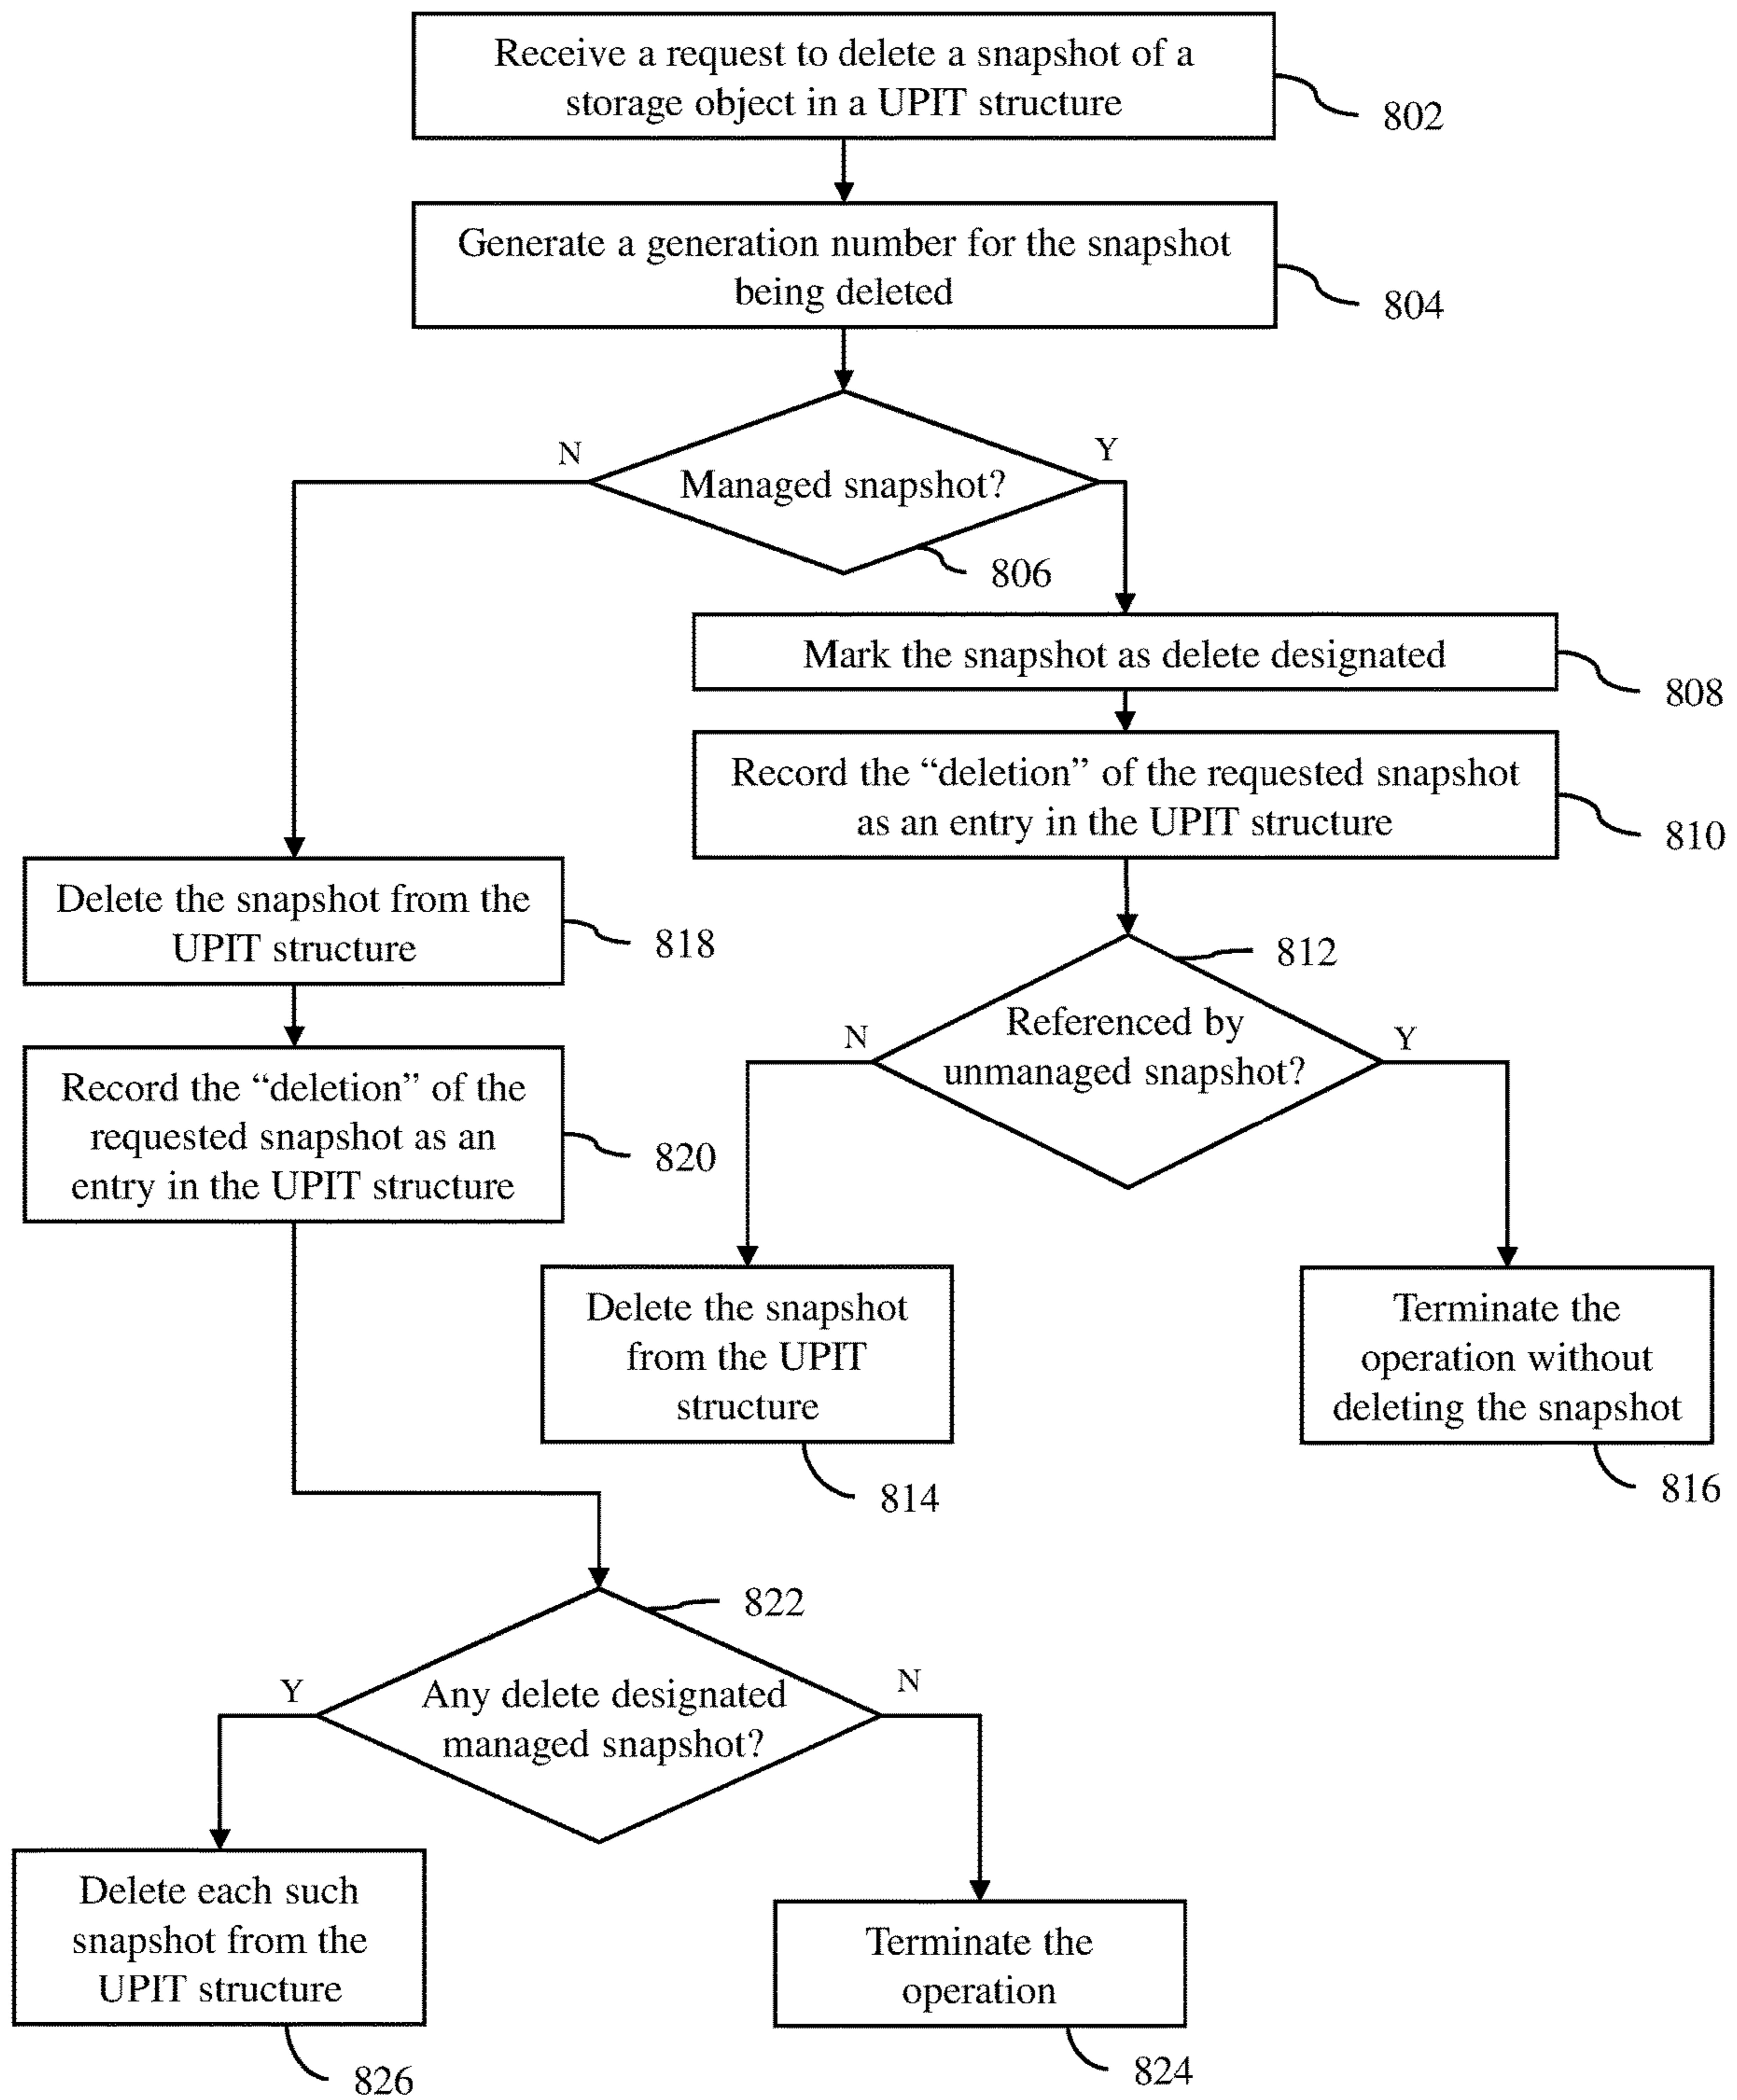 Receive a request to delete a snapshot of a
storage object in a UPIT structure
802
Generate a generation number for the snapshot
being deleted
804
N
Y
Managed snapshot?
806
Mark the snapshot as delete designated
808
Record the “deletion” of the requested snapshot
as an entry in the UPIT structure
810
Delete the snapshot from the
UPIT structure
818
812
Referenced by
unmanaged snapshot?
N
Y
Record the “deletion” of the
requested snapshot as an
entry in the UPIT structure
820
Delete the snapshot
from the UPIT
structure
814
Terminate the
operation without
deleting the snapshot
816
822
Y
N
Any delete designated
managed snapshot?
Delete each such
snapshot from the
UPIT structure
826
Terminate the
operation
824